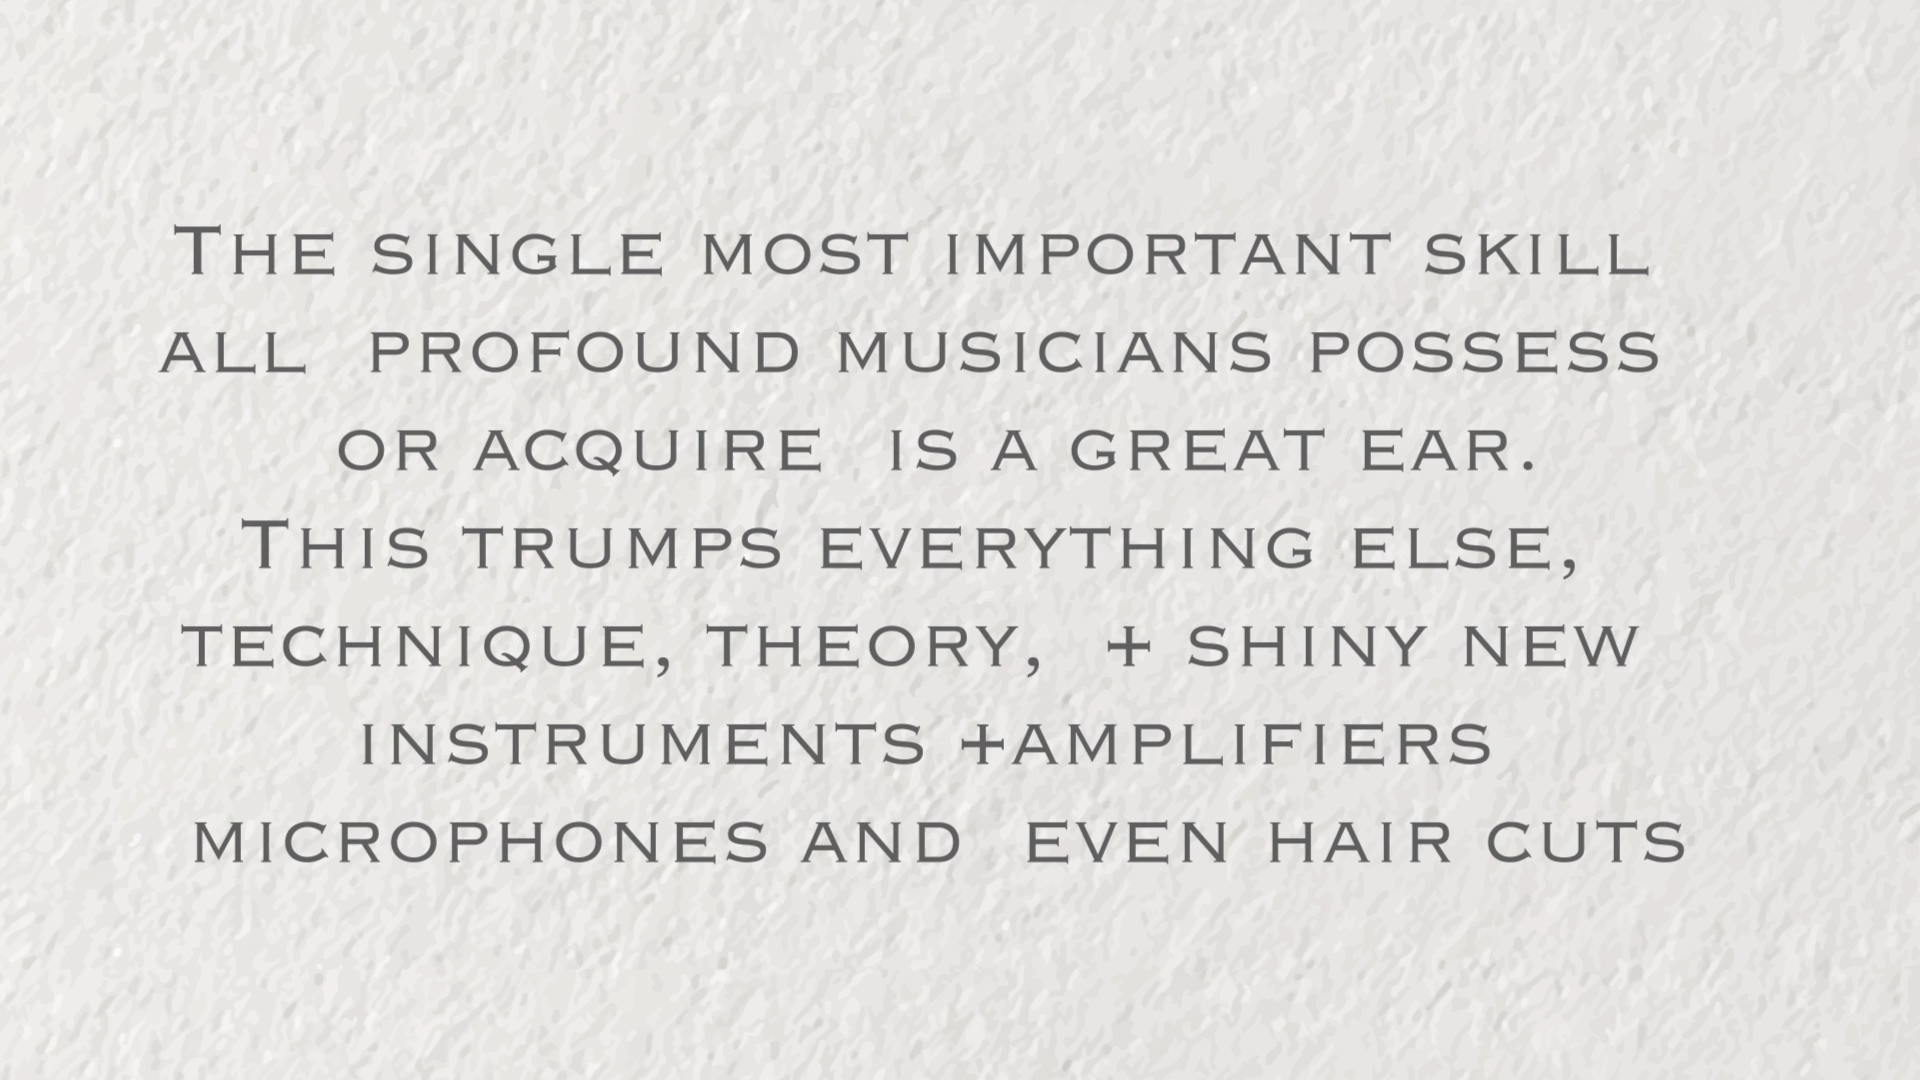 The single most important skill
all profound musicians possess
or acquire is a great ear.
This trumps everything else,
technique, theory, + shiny new
instruments +amplifiers
microphones and even hair cuts